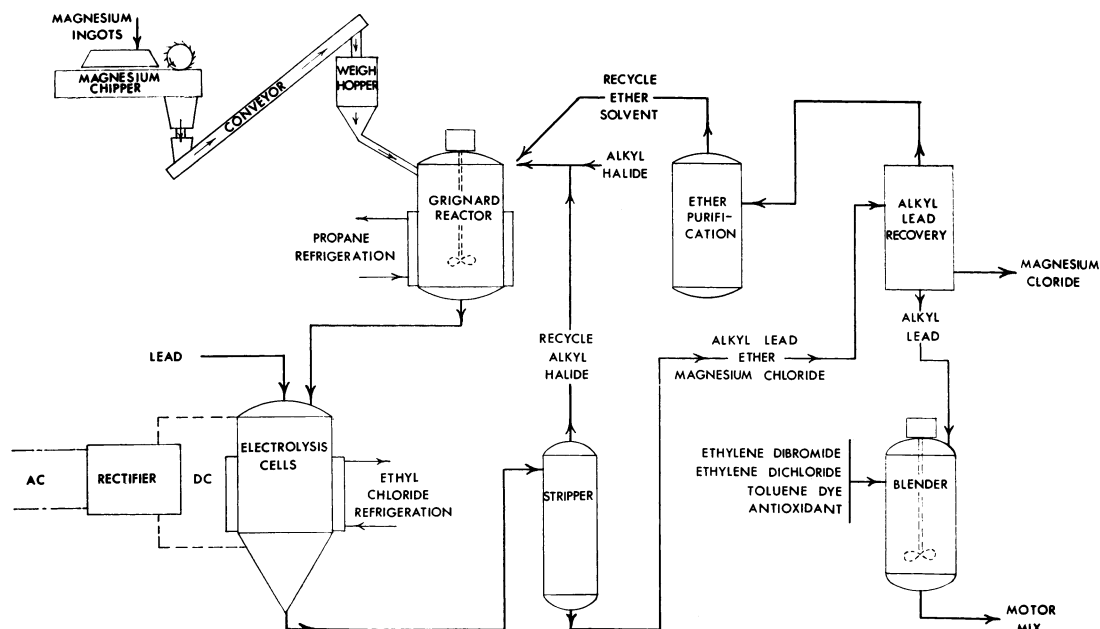 MAGNESIUM
INGOTS
MAGNESIUM
CHIPPER
CONVEYOR
WEIGH
HOPPER
RECYCLE
ETHER
SOLVENT
ALKYL
HALIDE
GRIGNARD
REACTOR
PROPANE
REFRIGERATION
ETHER
PURIFI-
CATION
ALKYL
LEAD
RECOVERY
MAGNESIUM
CLORIDE
ALKYL
LEAD
LEAD
RECYCLE
ALKYL
HALIDE
ALKYL LEAD
ETHER
MAGNESIUM CHLORIDE
AC
RECTIFIER
DC
ELECTROLYSIS
CELLS
ETHYL
CHLORIDE
REFRIGERATION
STRIPPER
ETHYLENE DIBROMIDE
ETHYLENE DICHLORIDE
TOLUENE DYE
ANTIOXIDANT
BLENDER
MOTOR
MIX